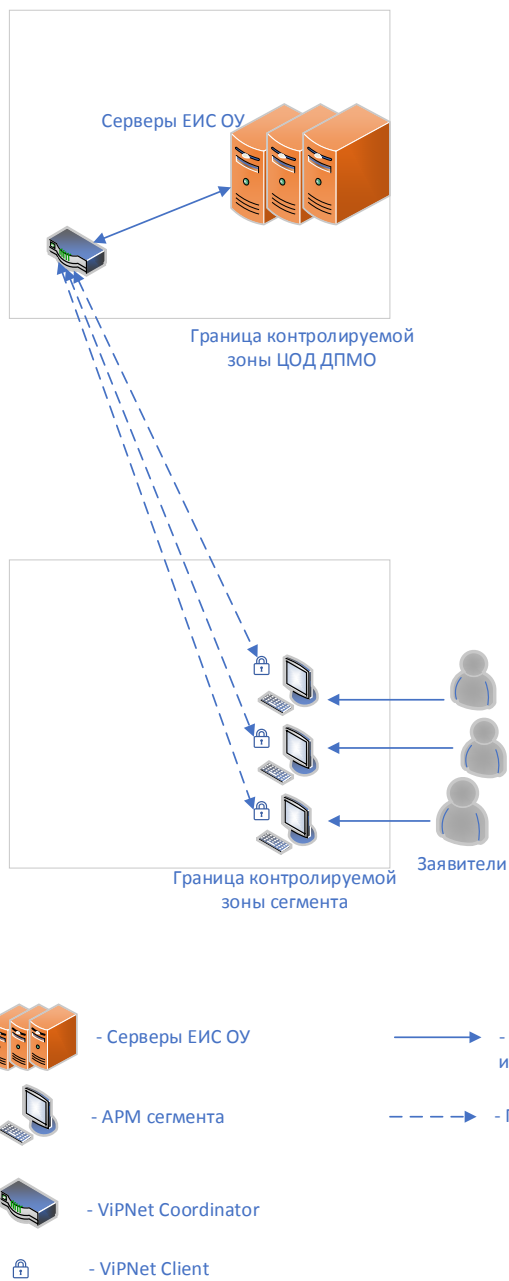 Серверы ЕИС ОУ
Граница контролируемой
зоны ЦОД ДПМО
Заявители
Граница контролируемой
зоны сегмента
- Серверы ЕИС ОУ
-
- АРМ сегмента
-
- ViPNet Coordinator
- ViPNet Client